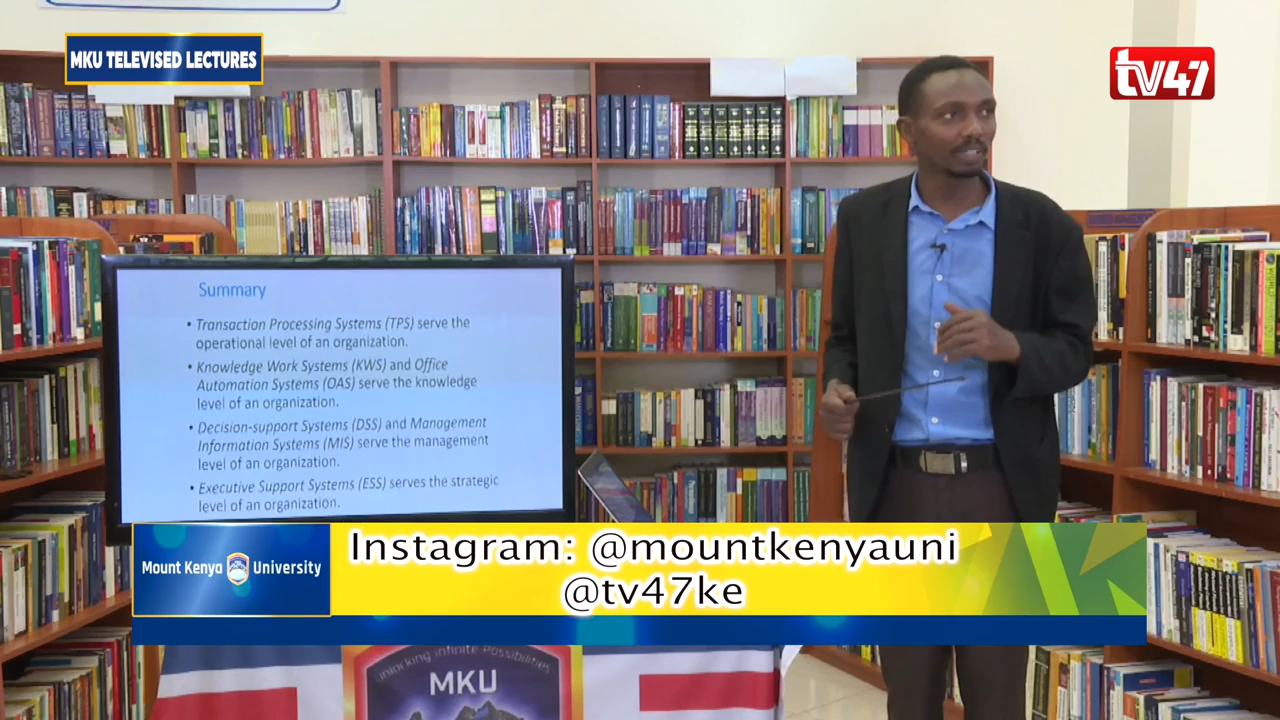 MKU TELEVISED LECTURES
tv47
Summary
• Transaction Processing Systems (TPS) serve the
operational level of an organization.
• Knowledge Work Systems (KWS) and Office
Automation Systems (OAS) serve the knowledge
level of an organization.
• Decision-support Systems (DSS) and Management
Information Systems (MIS) serve the management
level of an organization.
• Executive Support Systems (ESS) serves the strategic
level of an organization.
Mount Kenya University
Instagram: @mountkenyauni
@tv47ke
Unlocking Infinite Possibilities
MKU